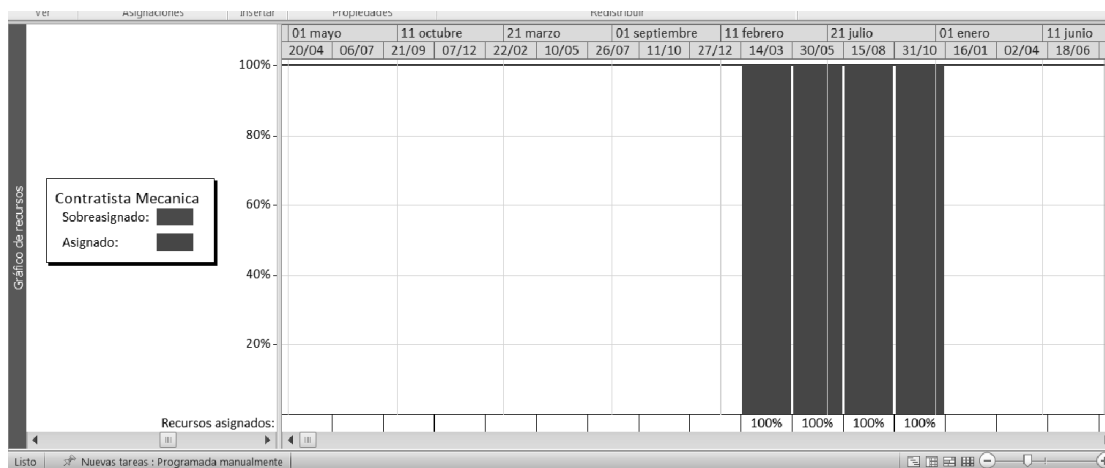 Ver Asignaciones Insertar Propiedades Redistribuir
01 mayo 11 octubre 21 marzo 01 septiembre 11 febrero 21 julio 01 enero 11 junio
20/04 06/07 21/09 07/12 22/02 10/05 26/07 11/10 27/12 14/03 30/05 15/08 31/10 16/01 02/04 18/06
100%
80%
Contratista Mecanica
Sobreasignado:
Asignado:
60%
40%
20%
Gráfico de recursos
Recursos asignados: 100% 100% 100% 100%
Listo Nuevas tareas : Programada manualmente